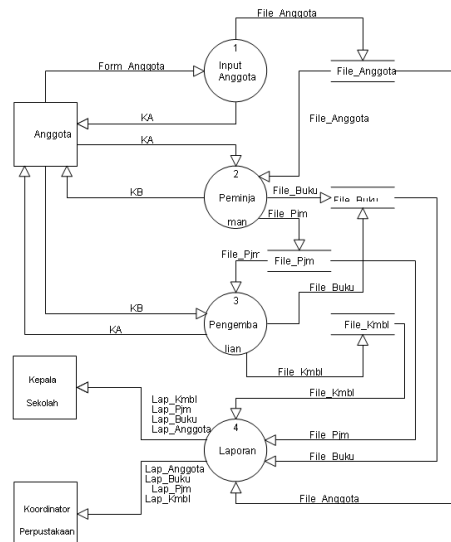 File_Anggota
1
Input
Anggota
Form_Anggota
File_Anggota
KA
File_Anggota
Anggota
KA
2
Peminja
man
KB
File_Buku
File_Buku
File_Pjm
File_Pjm
File_Pjm
3
Pengemba
lian
File_Buku
KB
KA
File_Kmbl
File_Kmbl
Kepala
Sekolah
File_Kmbl
Lap_Kmbl
Lap_Pjm
Lap_Buku
Lap_Anggota
4
Laporan
File_Pjm
File_Buku
Lap_Anggota
Lap_Buku
Lap_Pjm
Lap_Kmbl
File_Anggota
Koordinator
Perpustakaan